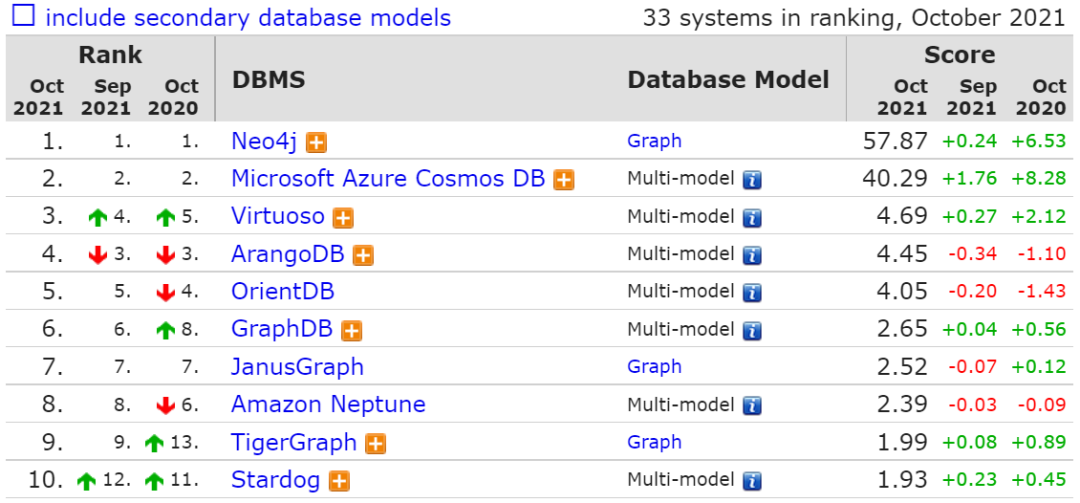 include secondary database models 33 systems in ranking, October 2021
Rank Score
Oct 2021 Sep 2021 Oct 2020 DBMS Database Model Oct 2021 Sep 2021 Oct 2020
1. 1. 1. Neo4j Graph 57.87 +0.24 +6.53
2. 2. 2. Microsoft Azure Cosmos DB Multi-model i 40.29 +1.76 +8.28
3. 4. 5. Virtuoso Multi-model i 4.69 +0.27 +2.12
4. 3. 3. ArangoDB Multi-model i 4.45 -0.34 -1.10
5. 5. 4. OrientDB Multi-model i 4.05 -0.20 -1.43
6. 6. 8. GraphDB Multi-model i 2.65 +0.04 +0.56
7. 7. 7. JanusGraph Graph 2.52 -0.07 +0.12
8. 8. 6. Amazon Neptune Multi-model i 2.39 -0.03 -0.09
9. 9. 13. TigerGraph Graph 1.99 +0.08 +0.89
10. 12. 11. Stardog Multi-model i 1.93 +0.23 +0.45